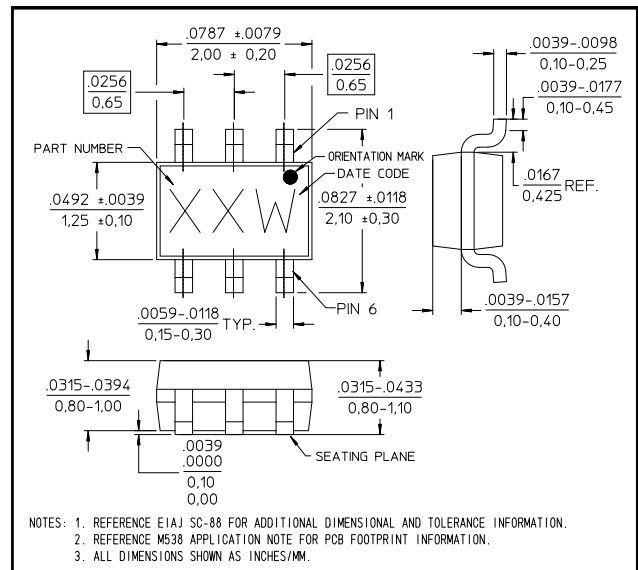 .0787 ±.0079
2,00 ± 0,20
.0039-.0098
0,10-0,25
.0256
0,65
.0256
0.65
.0039-.0177
0,10-0,45
PIN 1
PART NUMBER
ORIENTATION MARK
DATE CODE
.0167
0,425 REF.
.0492 ±.0039
1,25 ±0,10
XXW
.0827 ±.0118
2,10 ±0,30
.0059-.0118
0,15-0,30 TYP.
PIN 6
.0039-.0157
0,10-0,40
.0315-.0394
0,80-1,00
.0315-.0433
0,80-1,10
.0039
.0000
0,10
0,00
SEATING PLANE
NOTES: 1. REFERENCE EIAJ SC-88 FOR ADDITIONAL DIMENSIONAL AND TOLERANCE INFORMATION.
2. REFERENCE M538 APPLICATION NOTE FOR PCB FOOTPRINT INFORMATION.
3. ALL DIMENSIONS SHOWN AS INCHES/MM.